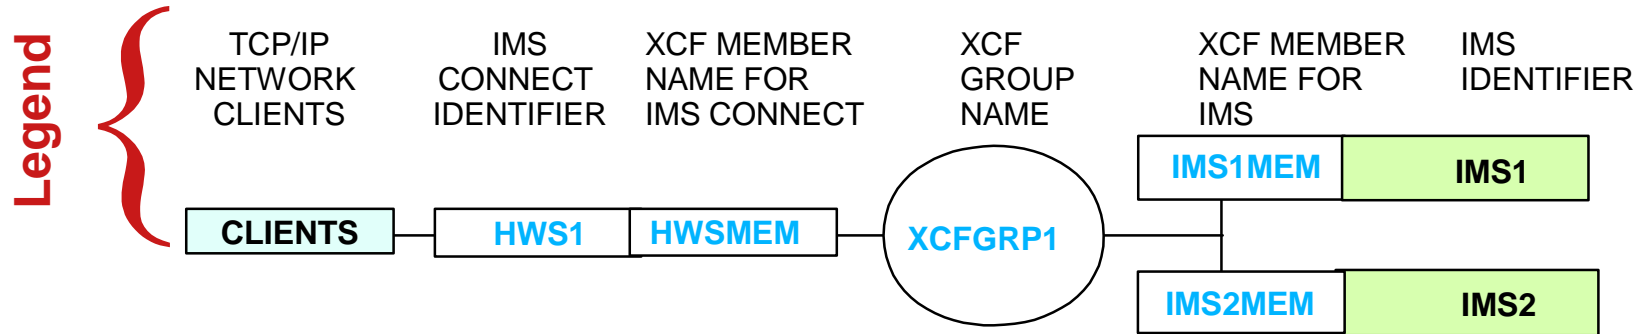 Legend
TCP/IP
NETWORK
CLIENTS
IMS
CONNECT
IDENTIFIER
XCF MEMBER
NAME FOR
IMS CONNECT
XCF
GROUP
NAME
XCF MEMBER
NAME FOR
IMS
IMS
IDENTIFIER
CLIENTS
HWS1
HWSMEM
XCFGRP1
IMS1MEM
IMS1
IMS2MEM
IMS2